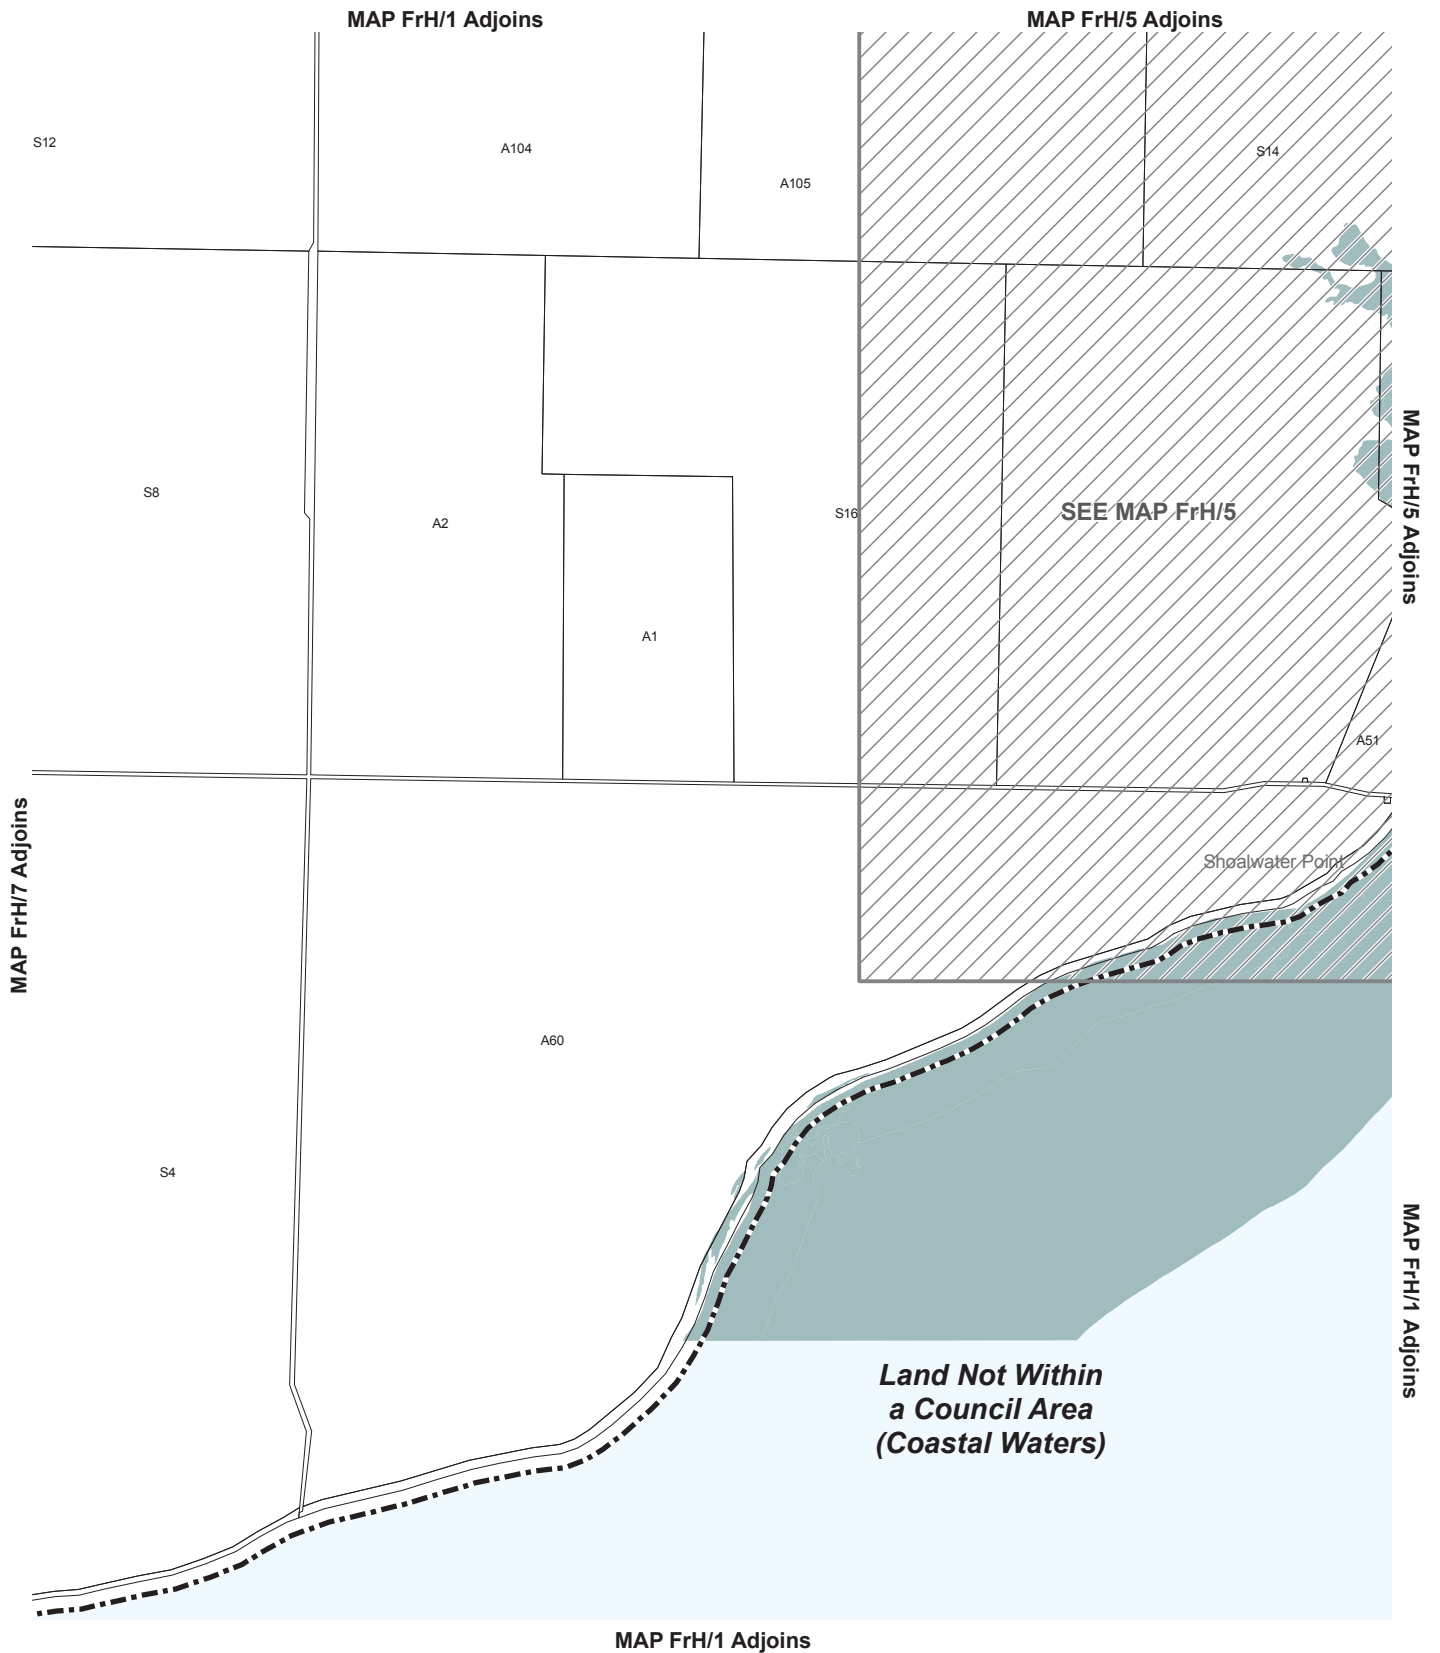 MAP FrH/1 Adjoins
MAP FrH/5 Adjoins
S12
A104
S14
A105
S8
A2
S16
SEE MAP FrH/5
MAP FrH/5 Adjoins
A1
A51
Shoalwater Point
MAP FrH/7 Adjoins
A60
S4
MAP FrH/1 Adjoins
Land Not Within
a Council Area
(Coastal Waters)
MAP FrH/1 Adjoins